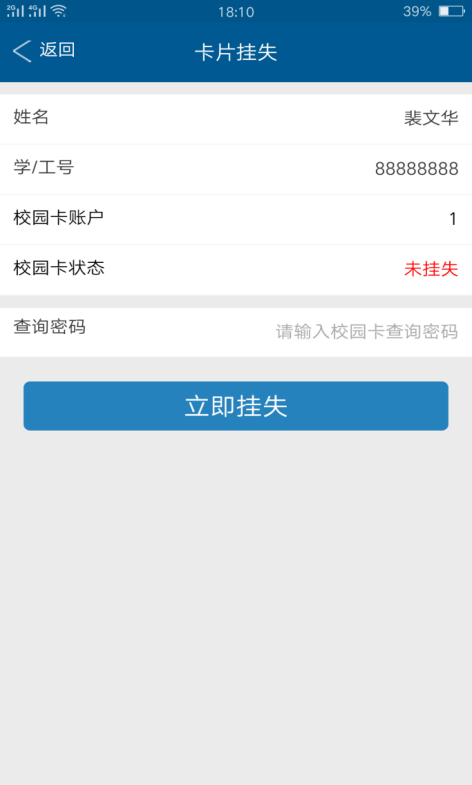 2G 4G 18:10 39%
返回 卡片挂失
姓名 裴文华
学/工号 88888888
校园卡账户 1
校园卡状态 未挂失
查询密码 请输入校园卡查询密码
立即挂失